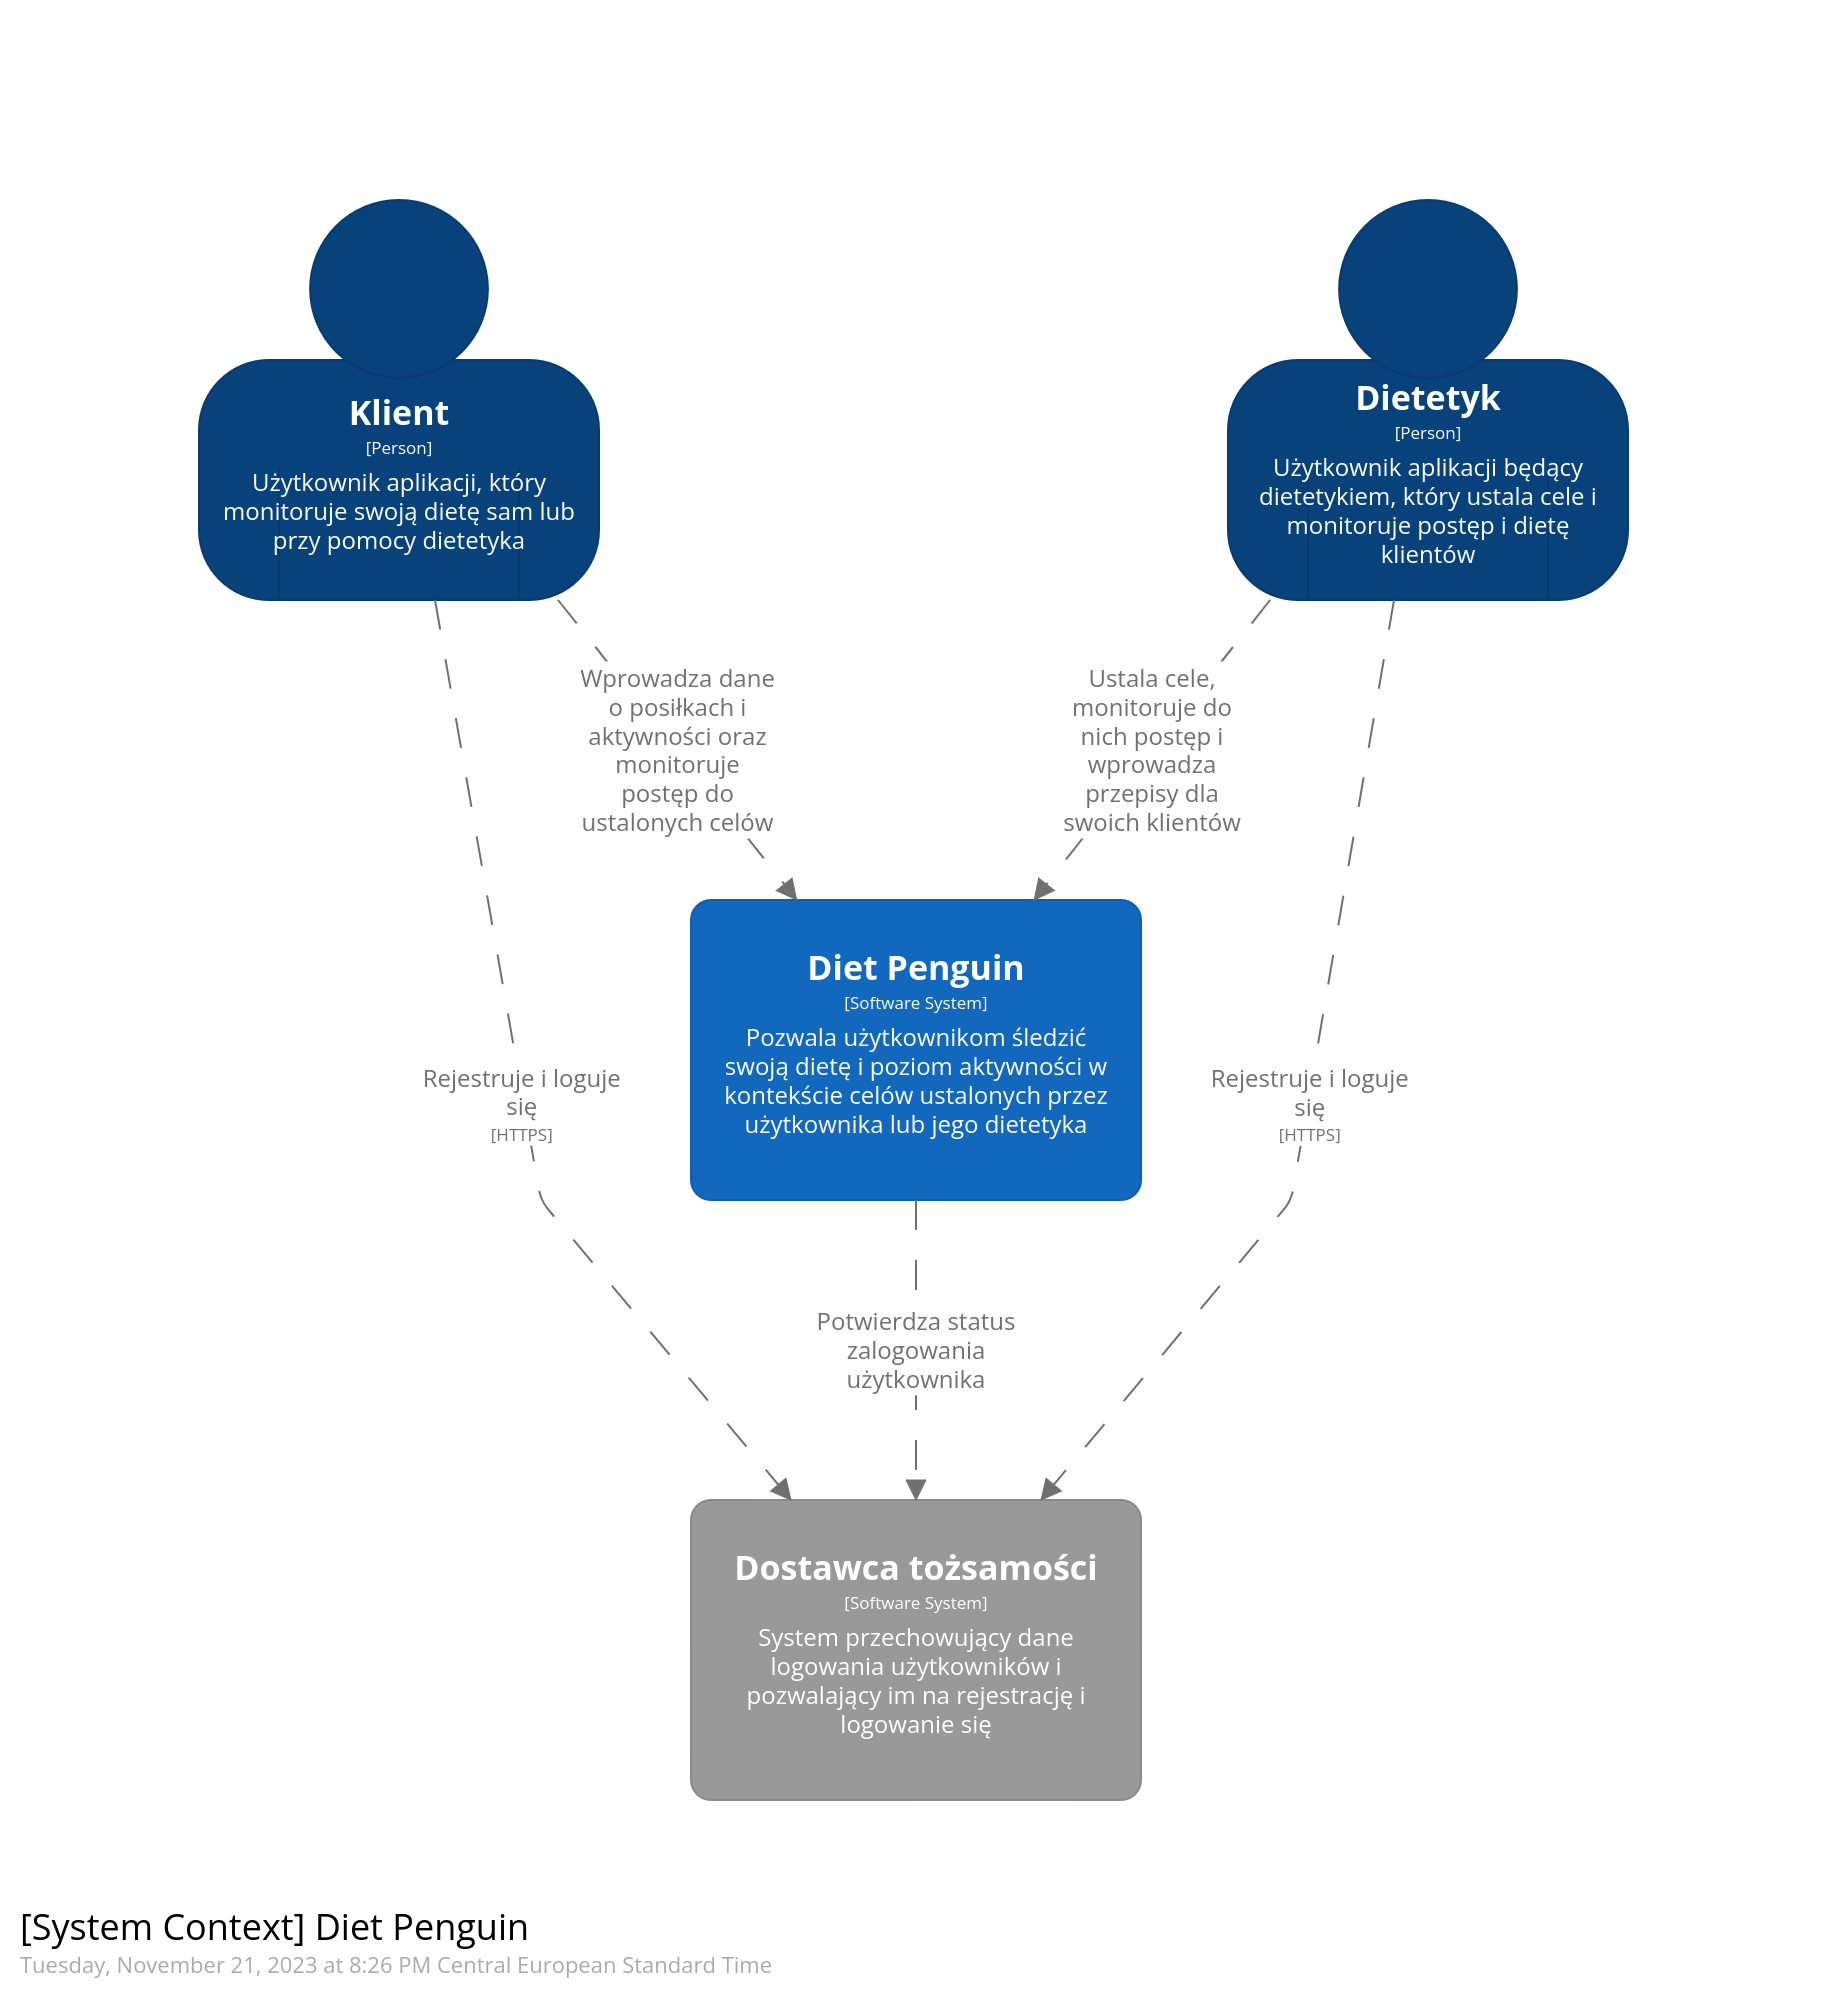 Klient
[Person]
Użytkownik aplikacji, który
monitoruje swoją dietę sam lub
przy pomocy dietetyka
Dietetyk
[Person]
Użytkownik aplikacji będący
dietetykiem, który ustala cele i
monitoruje postęp i dietę
klientów
Wprowadza dane
o posiłkach i
aktywności oraz
monitoruje
postęp do
ustalonych celów
Ustala cele,
monitoruje do
nich postęp i
wprowadza
przepisy dla
swoich klientów
Diet Penguin
[Software System]
Pozwala użytkownikom śledzić
swoją dietę i poziom aktywności w
kontekście celów ustalonych przez
użytkownika lub jego dietetyka
Rejestruje i loguje
się
[HTTPS]
Rejestruje i loguje
się
[HTTPS]
Potwierdza status
zalogowania
użytkownika
Dostawca tożsamości
[Software System]
System przechowujący dane
logowania użytkowników i
pozwalający im na rejestrację i
logowanie się
[System Context] Diet Penguin
Tuesday, November 21, 2023 at 8:26 PM Central European Standard Time